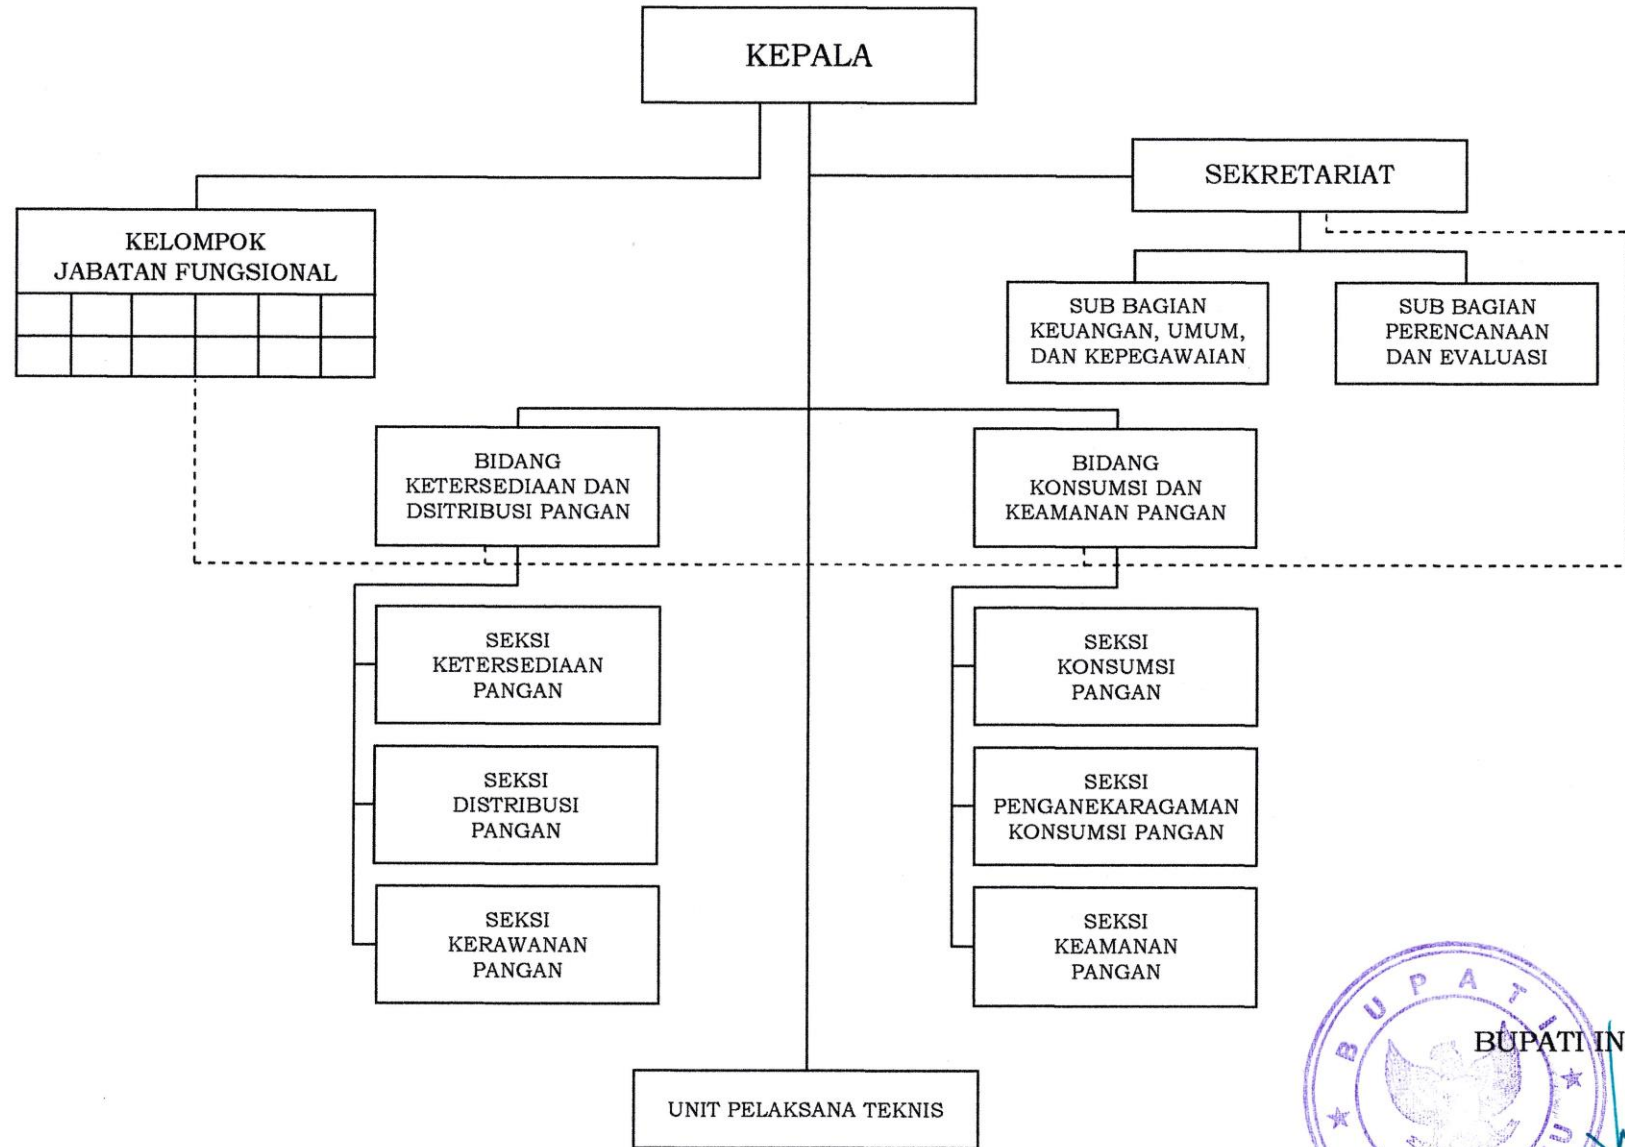 KEPALA
SEKRETARIAT
KELOMPOK
JABATAN FUNGSIONAL
SUB BAGIAN
KEUANGAN, UMUM,
DAN KEPEGAWAIAN
SUB BAGIAN
PERENCANAAN
DAN EVALUASI
BIDANG
KETERSEDIAAN DAN
DSITRIBUSI PANGAN
BIDANG
KONSUMSI DAN
KEAMANAN PANGAN
SEKSI
KETERSEDIAAN
PANGAN
SEKSI
KONSUMSI
PANGAN
SEKSI
DISTRIBUSI
PANGAN
SEKSI
PENGANEKARAGAMAN
KONSUMSI PANGAN
SEKSI
KERAWANAN
PANGAN
SEKSI
KEAMANAN
PANGAN
BUPATI
BUPATI IN
UNIT PELAKSANA TEKNIS